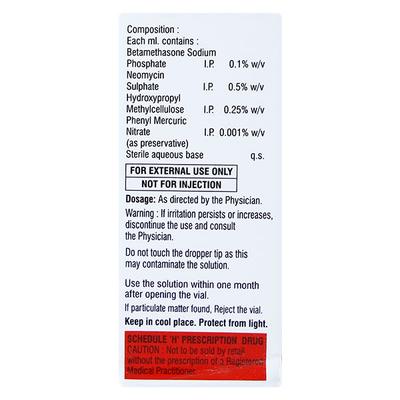 Composition :
Each ml. contains :
Betamethasone Sodium
Phosphate I.P. 0.1% w/v
Neomycin
Sulphate I.P. 0.5% w/v
Hydroxypropyl
Methylcellulose I.P. 0.25% w/v
Phenyl Mercuric
Nitrate I.P. 0.001% w/v
(as preservative)
Sterile aqueous base q.s.
FOR EXTERNAL USE ONLY
NOT FOR INJECTION
Dosage: As directed by the Physician.
Warning : If irritation persists or increases,
discontinue the use and consult
the Physician.
Do not touch the dropper tip as this
may contaminate the solution.
Use the solution within one month
after opening the vial.
If particulate matter found, Reject the vial.
Keep in cool place. Protect from light.
SCHEDULE 'H' PRESCRIPTION DRUG
CAUTION : Not to be sold by retail
without the prescription of a Registered
Medical Practitioner.